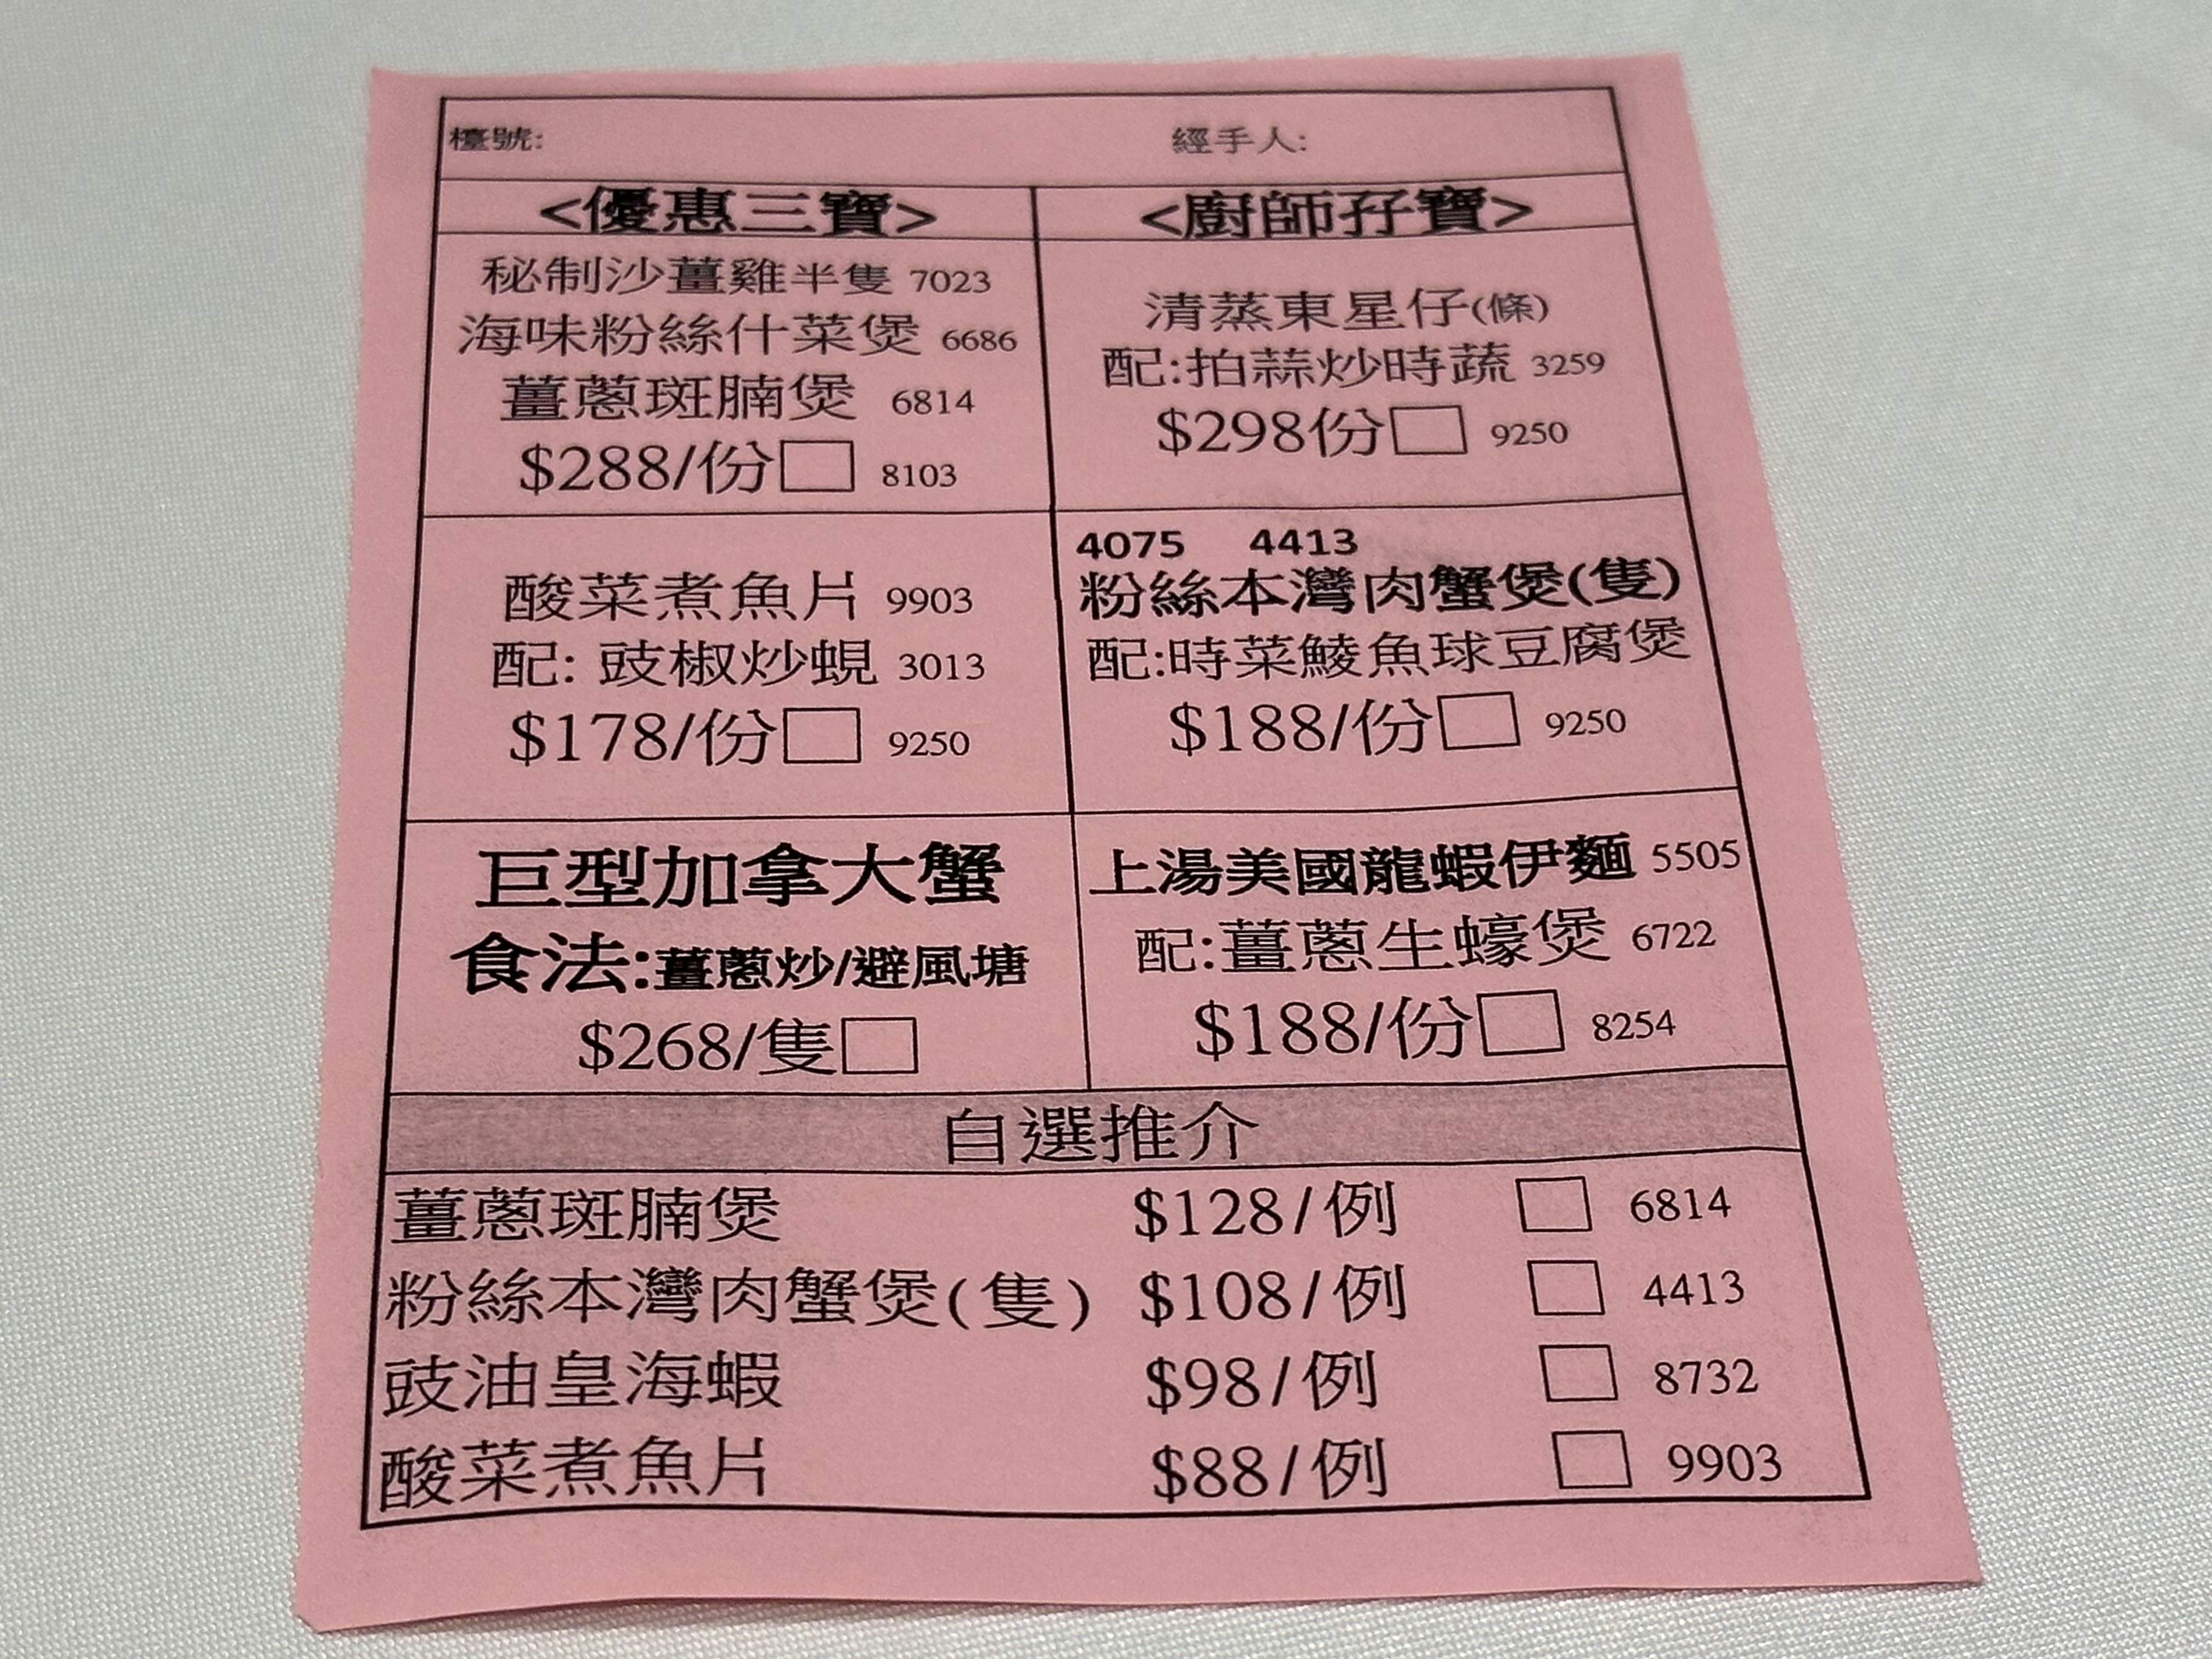 檯號: 經手人:
<優惠三寶>
秘制沙薑雞半隻 7023
海味粉絲什菜煲 6686
薑蔥斑腩煲 6814
$288/份□ 8103
<廚師孖寶>
清蒸東星仔(條)
配:拍蒜炒時蔬 3259
$298份□ 9250
酸菜煮魚片 9903
配: 豉椒炒蜆 3013
$178/份□ 9250
4075 4413
粉絲本灣肉蟹煲(隻)
配:時菜鯪魚球豆腐煲
$188/份□ 9250
巨型加拿大蟹
食法:薑蔥炒/避風塘
$268/隻□
上湯美國龍蝦伊麵 5505
配:薑蔥生蠔煲 6722
$188/份□ 8254
自選推介
薑蔥斑腩煲 $128/例 □ 6814
粉絲本灣肉蟹煲(隻) $108/例 □ 4413
豉油皇海蝦 $98/例 □ 8732
酸菜煮魚片 $88/例 □ 9903